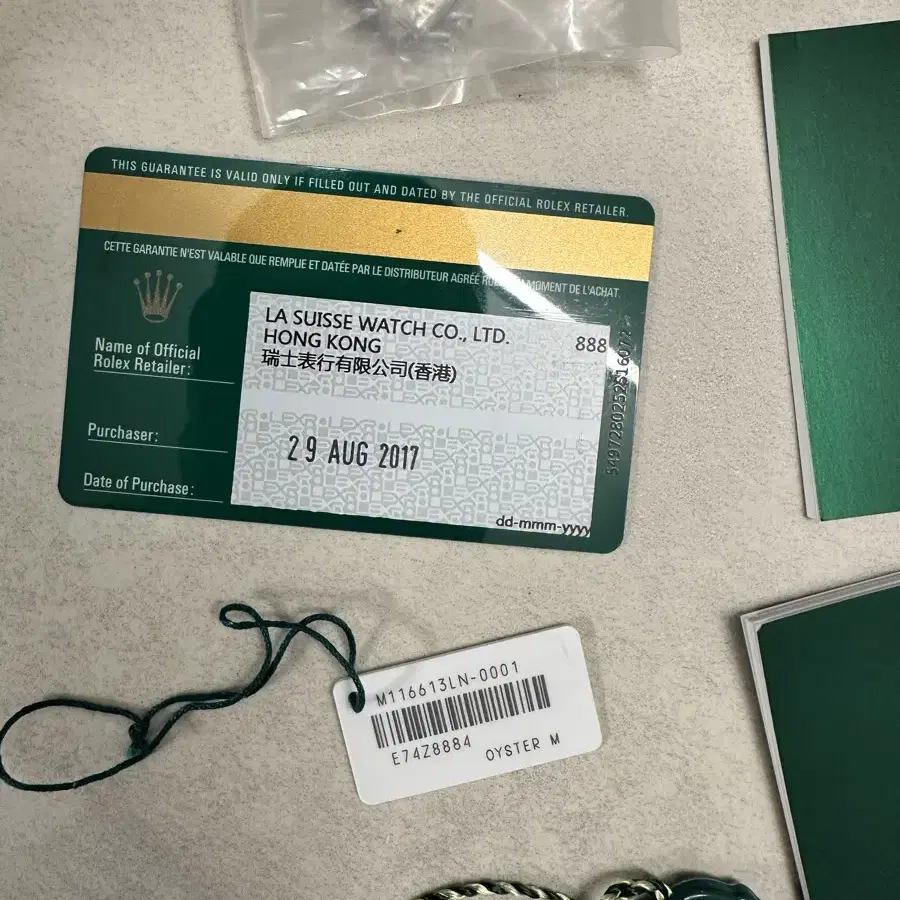 THIS GUARANTEE IS VALID ONLY IF FILLED OUT AND DATED BY THE OFFICIAL ROLEX RETAILER.
CETTE GARANTIE N'EST VALABLE QUE REMPLIE ET DATÉE PAR LE DISTRIBUTEUR AGRÉÉ MOMENT DE L'ACHAT.
LA SUISSE WATCH CO., LTD.
HONG KONG 888
瑞士表行有限公司(香港)
Name of Official
Rolex Retailer:
Purchaser:
29 AUG 2017
Date of Purchase:
dd-mmm-yyyy
M116613LN-0001
E74Z8884 OYSTER M